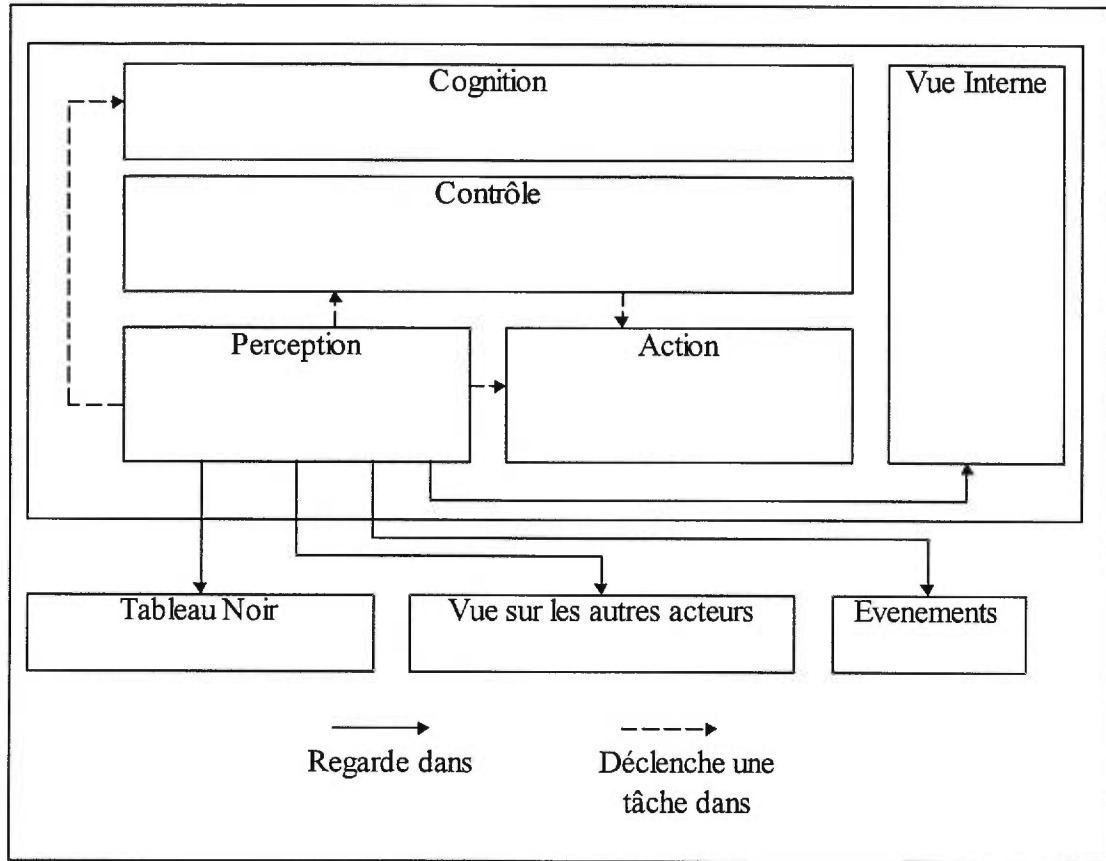 Cognition
Vue Interne
Contrôle
Perception
Action
Tableau Noir
Vue sur les autres acteurs
Evenements
Regarde dans
Déclenche une
tâche dans